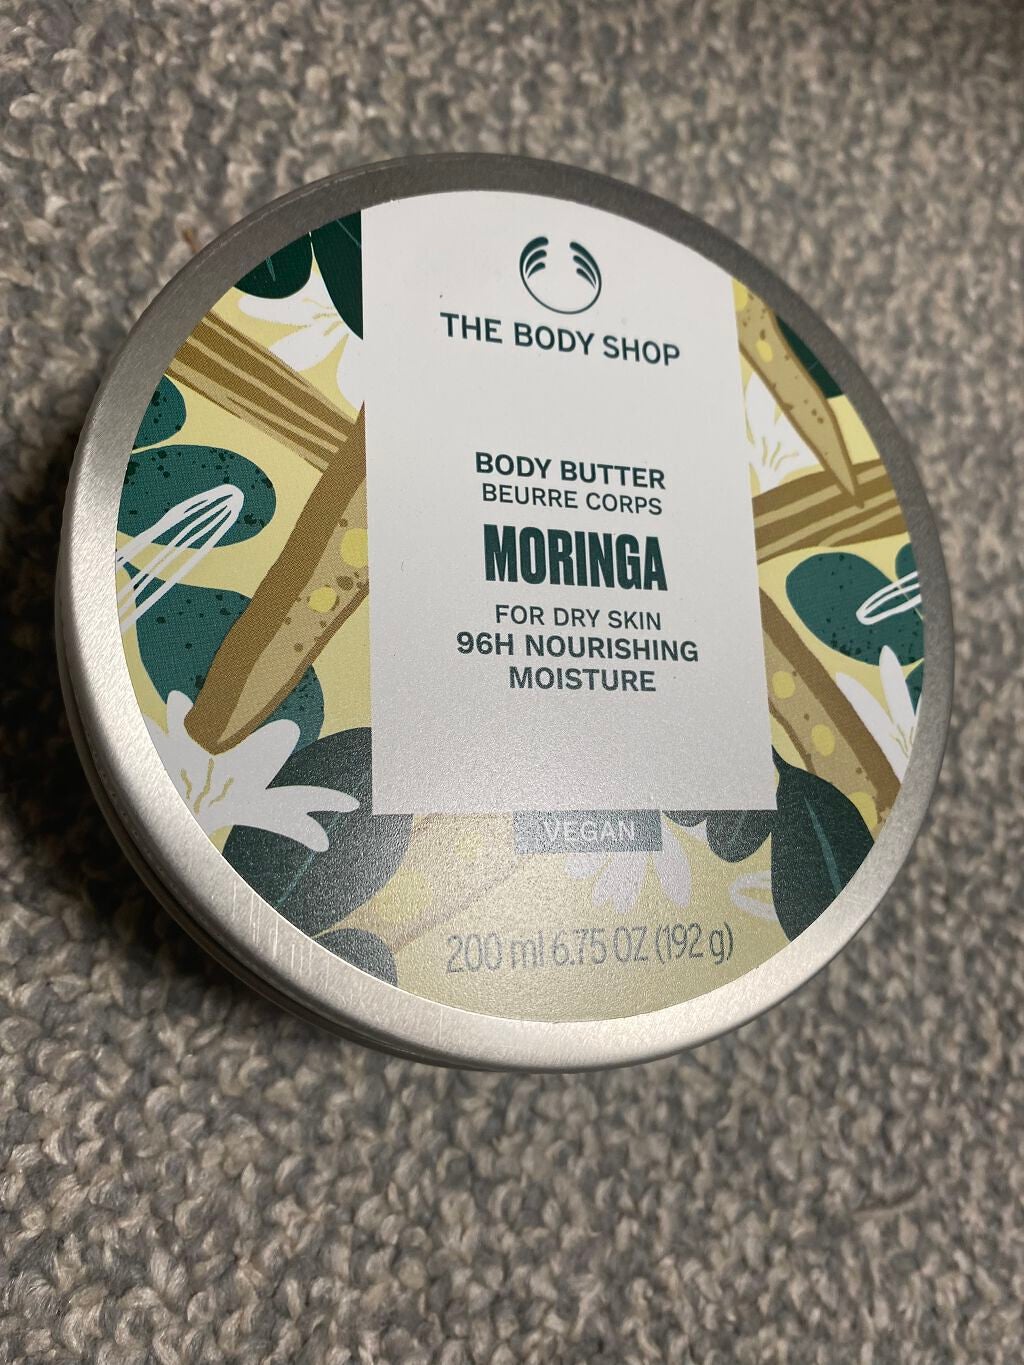 THE BODY SHOP
BODY BUTTER
BEURRE CORPS
MORINGA
FOR DRY SKIN
96H NOURISHING
MOISTURE
VEGAN
200 ml 6.75 OZ (192 g)